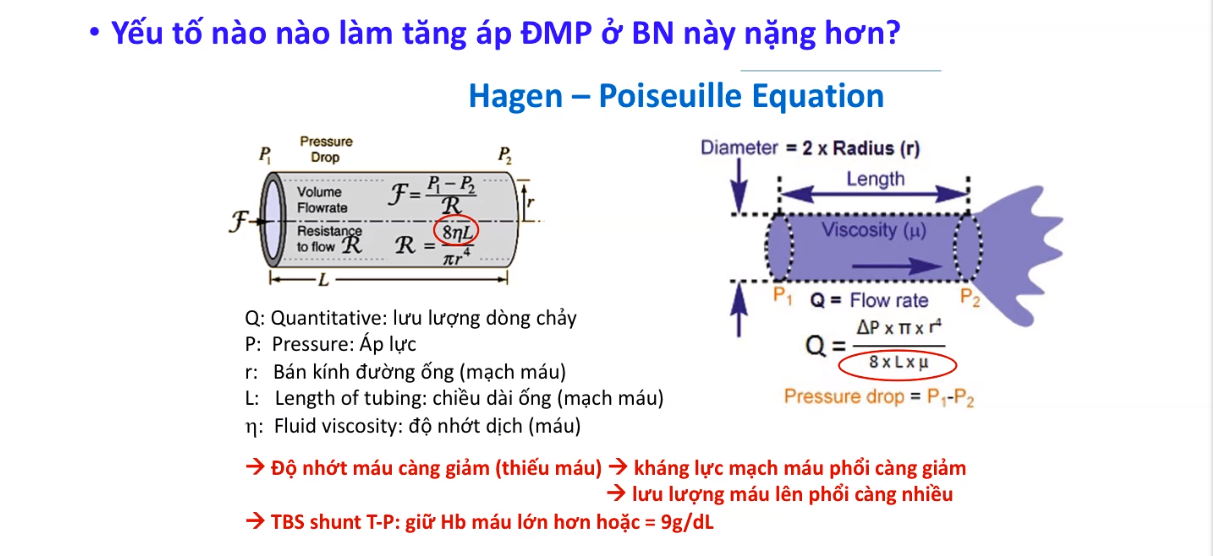 • Yếu tố nào nào làm tăng áp ĐMP ở BN này nặng hơn?
Hagen – Poiseuille Equation
P₁
Pressure
Drop
P₂
Volume
Flowrate
ℱ = (P₁ − P₂) / ℛ
r
ℱ
Resistance
to flow ℛ
ℛ = 8ηL / πr⁴
L
Diameter = 2 x Radius (r)
Length
Viscosity (μ)
P₁
Q = Flow rate
P₂
Q = ΔP x π x r⁴ / 8 x L x μ
Pressure drop = P₁-P₂
Q: Quantitative: lưu lượng dòng chảy
P: Pressure: Áp lực
r: Bán kính đường ống (mạch máu)
L: Length of tubing: chiều dài ống (mạch máu)
η: Fluid viscosity: độ nhớt dịch (máu)
→ Độ nhớt máu càng giảm (thiếu máu) → kháng lực mạch máu phổi càng giảm
→ lưu lượng máu lên phổi càng nhiều
→ TBS shunt T-P: giữ Hb máu lớn hơn hoặc = 9g/dL